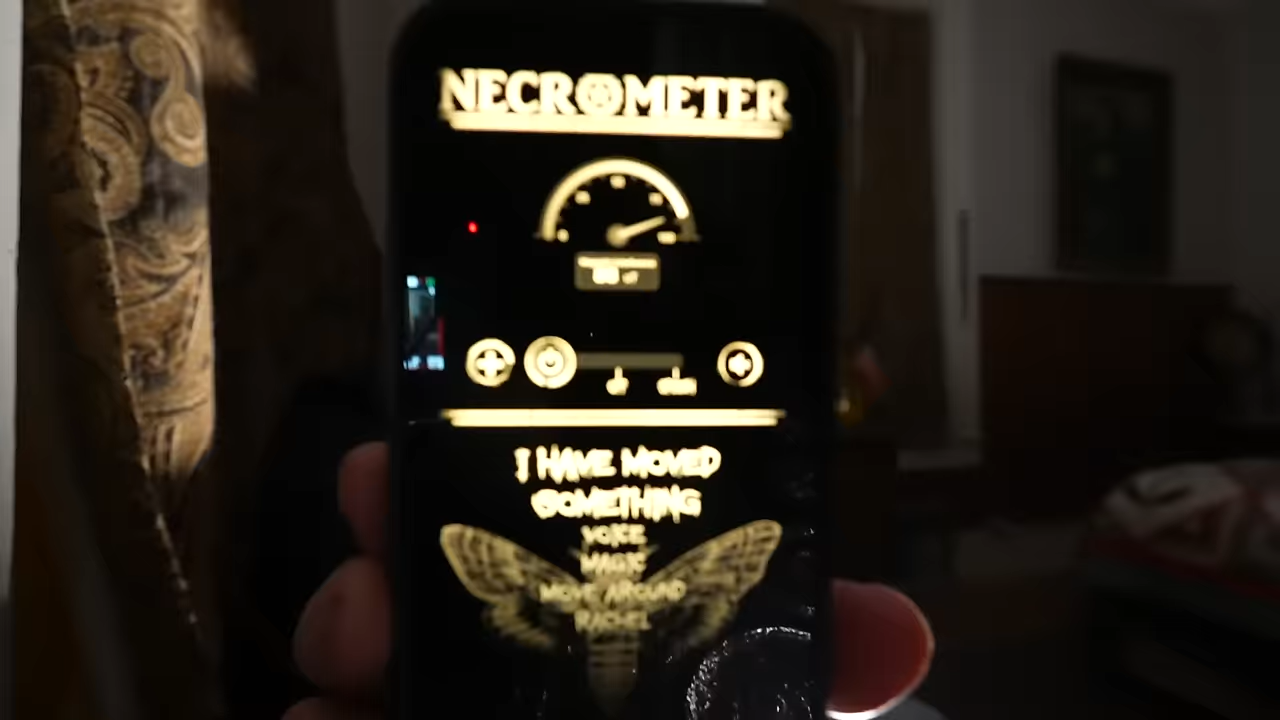 NECROMETER
I HAVE MOVED
SOMETHING
VOICE
MAGIC
MOVE AROUND
RACHEL